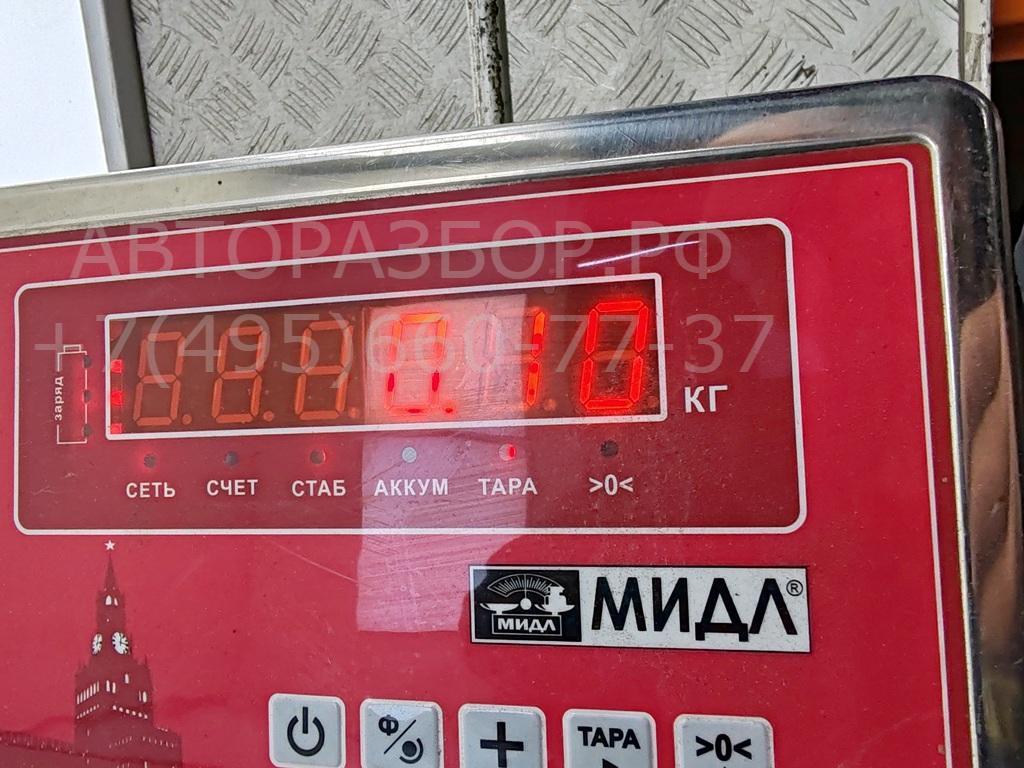 АВТОРАЗБОР.РФ
+7(495)660-77-37
0.10
заряд
КГ
СЕТЬ СЧЕТ СТАБ АККУМ ТАРА >0<
МИДЛ МИДЛ®
Ф + ТАРА >0<